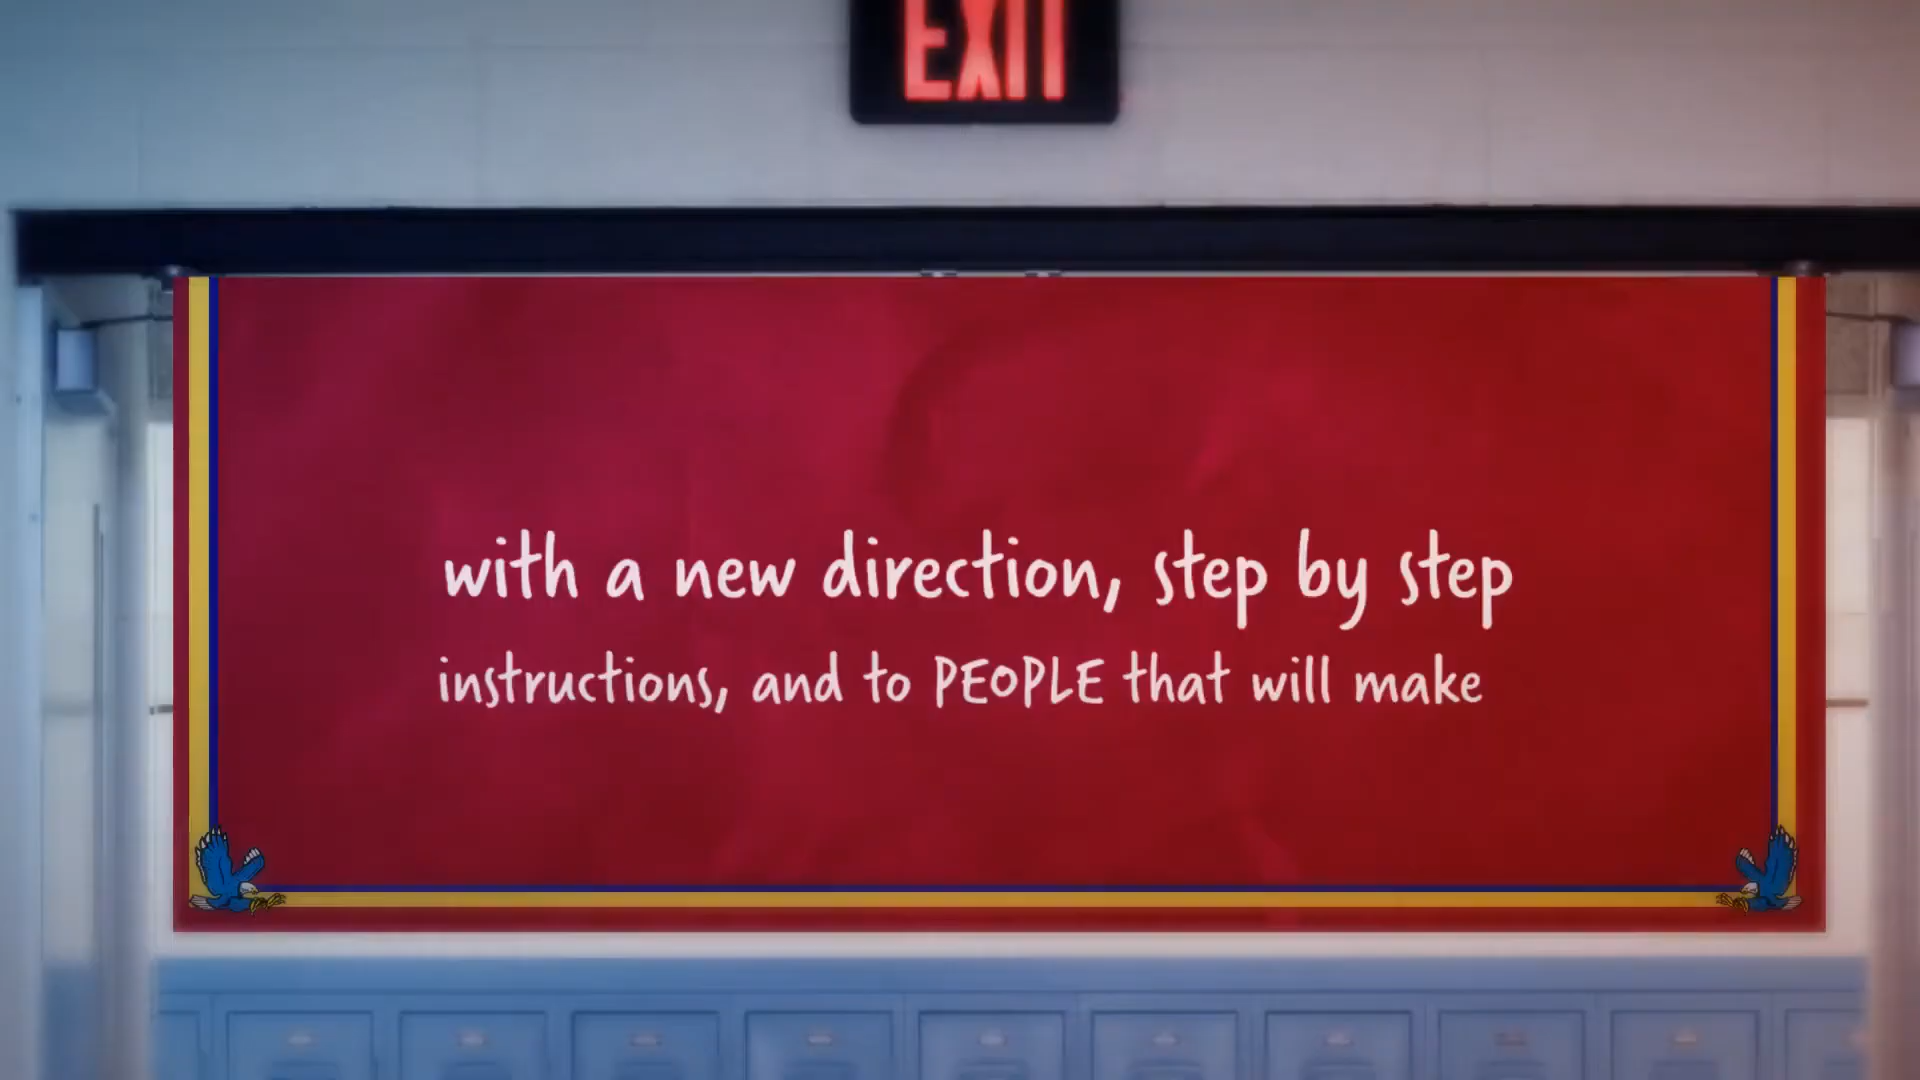 EXIT
with a new direction, step by step
instructions, and to PEOPLE that will make